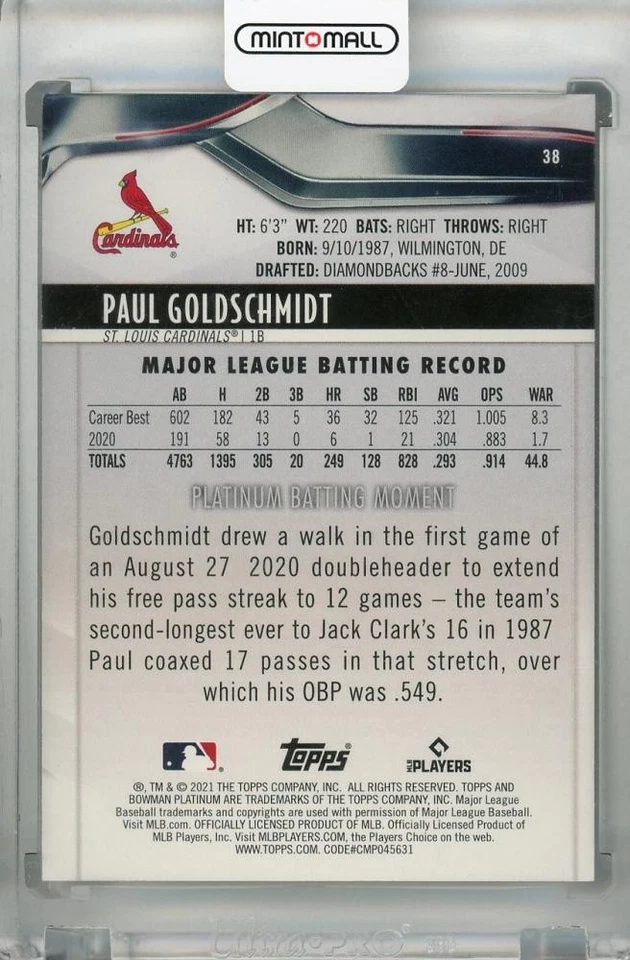 MINTMALL
38
Cardinals®
HT: 6'3" WT: 220 BATS: RIGHT THROWS: RIGHT
BORN: 9/10/1987, WILMINGTON, DE
DRAFTED: DIAMONDBACKS #8-JUNE, 2009
PAUL GOLDSCHMIDT
ST. LOUIS CARDINALS® | 1B
MAJOR LEAGUE BATTING RECORD
AB H 2B 3B HR SB RBI AVG OPS WAR
Career Best 602 182 43 5 36 32 125 .321 1.005 8.3
2020 191 58 13 0 6 1 21 .304 .883 1.7
TOTALS 4763 1395 305 20 249 128 828 .293 .914 44.8
PLATINUM BATTING MOMENT
Goldschmidt drew a walk in the first game of
an August 27 2020 doubleheader to extend
his free pass streak to 12 games – the team's
second-longest ever to Jack Clark's 16 in 1987
Paul coaxed 17 passes in that stretch, over
which his OBP was .549.
Topps®
MLB PLAYERS
®, TM & © 2021 THE TOPPS COMPANY, INC. ALL RIGHTS RESERVED. TOPPS AND
BOWMAN PLATINUM ARE TRADEMARKS OF THE TOPPS COMPANY, INC. Major League
Baseball trademarks and copyrights are used with permission of Major League Baseball.
Visit MLB.com. OFFICIALLY LICENSED PRODUCT OF MLB. Officially Licensed Product of
MLB Players, Inc. Visit MLBPLAYERS.COM, the Players Choice on the web.
WWW.TOPPS.COM. CODE#CMP045631
Ultra·PRO